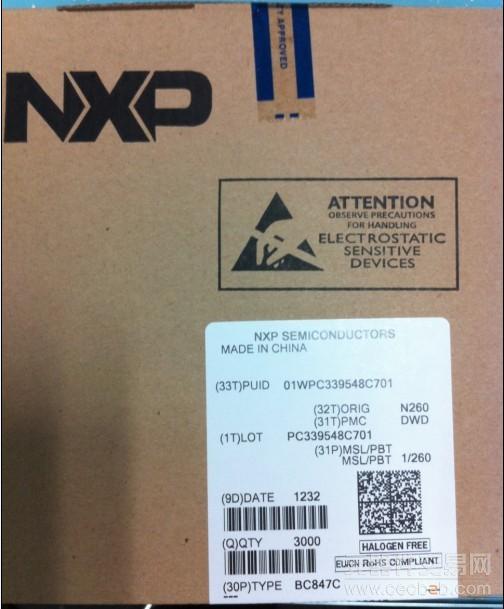 Y APPROVED
NXP
ATTENTION
OBSERVE PRECAUTIONS
FOR HANDLING
ELECTROSTATIC
SENSITIVE
DEVICES
NXP SEMICONDUCTORS
MADE IN CHINA
(33T)PUID 01WPC339548C701
(32T)ORIG N260
(31T)PMC DWD
(1T)LOT PC339548C701
(31P)MSL/PBT
MSL/PBT 1/260
(9D)DATE 1232
(Q)QTY 3000
HALOGEN FREE
EU/CN RoHS COMPLIANT
(30P)TYPE BC847C